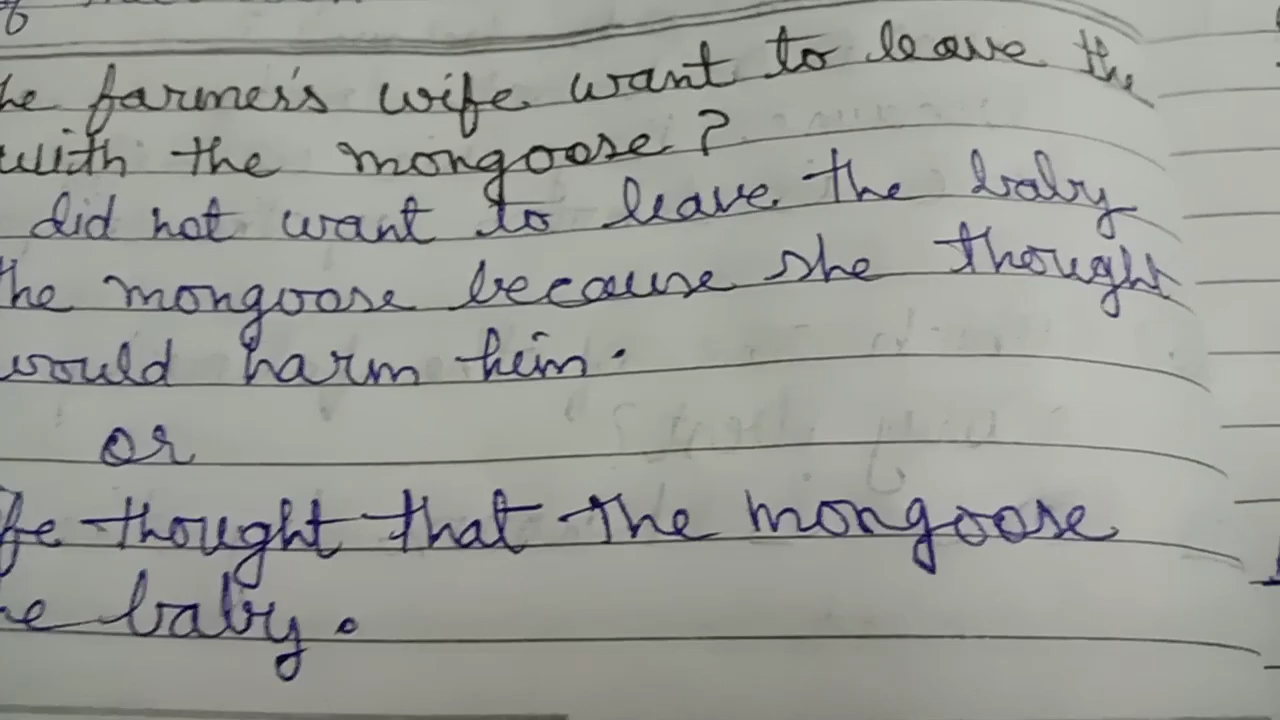 he farmer's wife want to leave the
with the mongoose?
did not want to leave the baby
the mongoose because she thought
would harm him.
or
fe thought that the mongoose
he baby.